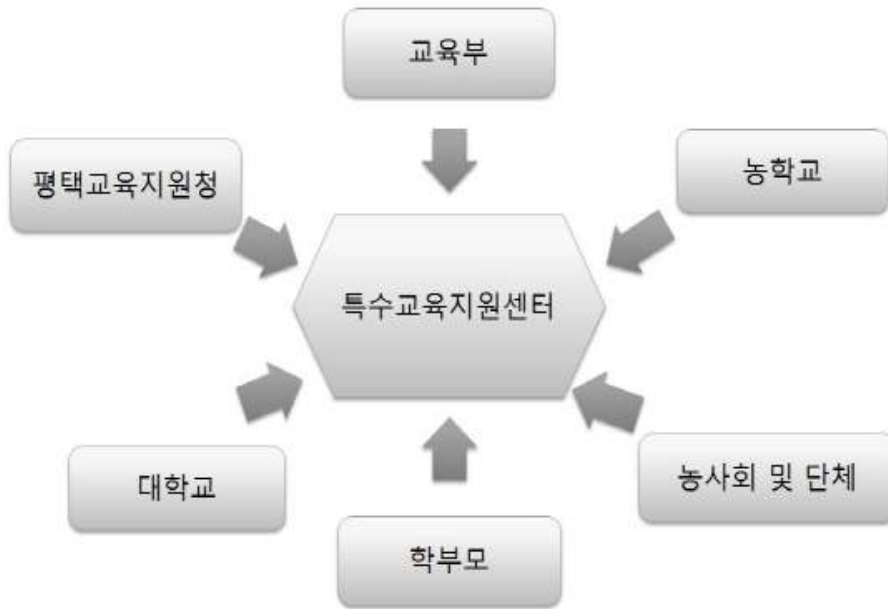 교육부
평택교육지원청
농학교
특수교육지원센터
대학교
농사회 및 단체
학부모